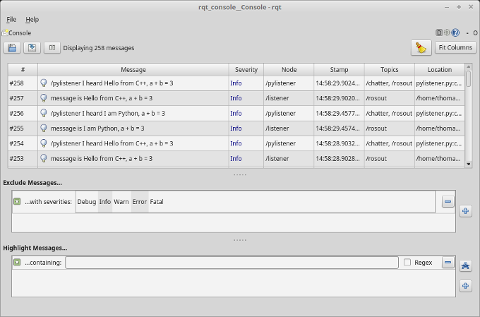 rqt_console__Console - rqt
File Help
Console
Displaying 258 messages
Fit Columns
# Message Severity Node Stamp Topics Location
#258 /pylistener I heard Hello from C++, a + b = 3 Info /pylistener 14:58:29.9024... /chatter, /rosout pylistener.py:c...
#257 message is Hello from C++, a + b = 3 Info /listener 14:58:29.9020... /rosout /home/thoma...
#256 /pylistener I heard I am Python, a + b = 3 Info /pylistener 14:58:29.4577... /chatter, /rosout pylistener.py:c...
#255 message is I am Python, a + b = 3 Info /listener 14:58:29.4574... /rosout /home/thoma...
#254 /pylistener I heard Hello from C++, a + b = 3 Info /pylistener 14:58:28.9032... /chatter, /rosout pylistener.py:c...
#253 message is Hello from C++, a + b = 3 Info /listener 14:58:28.9028... /rosout /home/thoma...
Exclude Messages...
...with severities: Debug Info Warn Error Fatal
Highlight Messages...
...containing: Regex